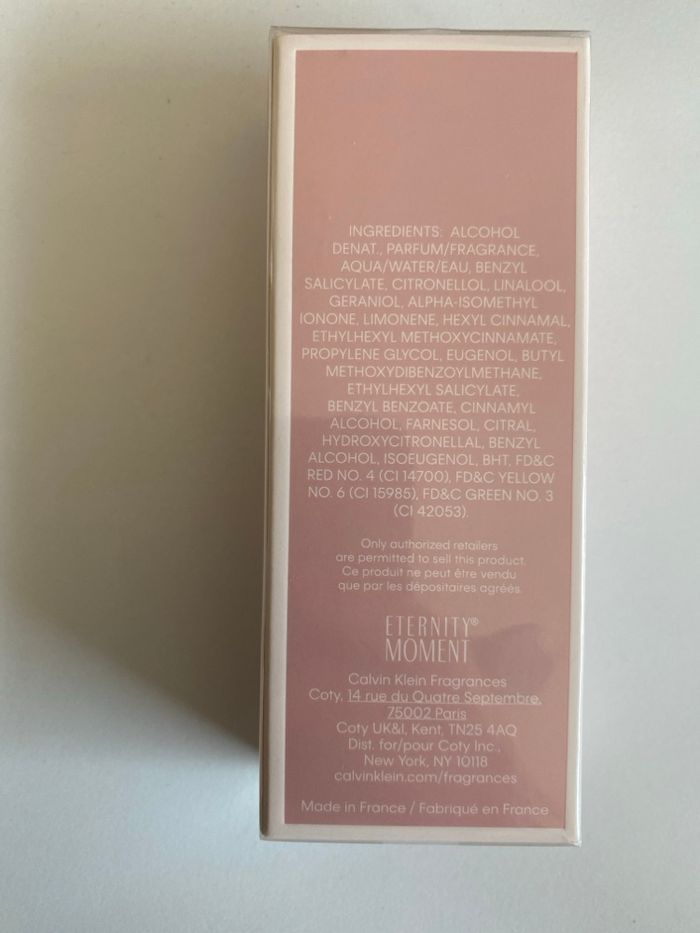 INGREDIENTS: ALCOHOL
DENAT., PARFUM/FRAGRANCE,
AQUA/WATER/EAU, BENZYL
SALICYLATE, CITRONELLOL, LINALOOL,
GERANIOL, ALPHA-ISOMETHYL
IONONE, LIMONENE, HEXYL CINNAMAL,
ETHYLHEXYL METHOXYCINNAMATE,
PROPYLENE GLYCOL, EUGENOL, BUTYL
METHOXYDIBENZOYLMETHANE,
ETHYLHEXYL SALICYLATE,
BENZYL BENZOATE, CINNAMYL
ALCOHOL, FARNESOL, CITRAL,
HYDROXYCITRONELLAL, BENZYL
ALCOHOL, ISOEUGENOL, BHT, FD&C
RED NO. 4 (CI 14700), FD&C YELLOW
NO. 6 (CI 15985), FD&C GREEN NO. 3
(CI 42053).
Only authorized retailers
are permitted to sell this product.
Ce produit ne peut être vendu
que par les dépositaires agréés.
ETERNITY®
MOMENT
Calvin Klein Fragrances
Coty, 14 rue du Quatre Septembre,
75002 Paris
Coty UK&I, Kent, TN25 4AQ
Dist. for/pour Coty Inc.,
New York, NY 10118
calvinklein.com/fragrances
Made in France / Fabriqué en France